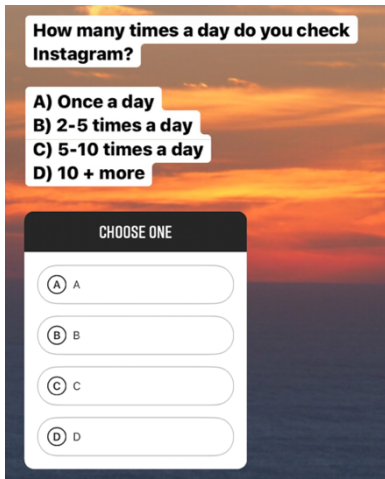 How many times a day do you check
Instagram?
A) Once a day
B) 2-5 times a day
C) 5-10 times a day
D) 10 + more
CHOOSE ONE
A A
B B
C C
D D